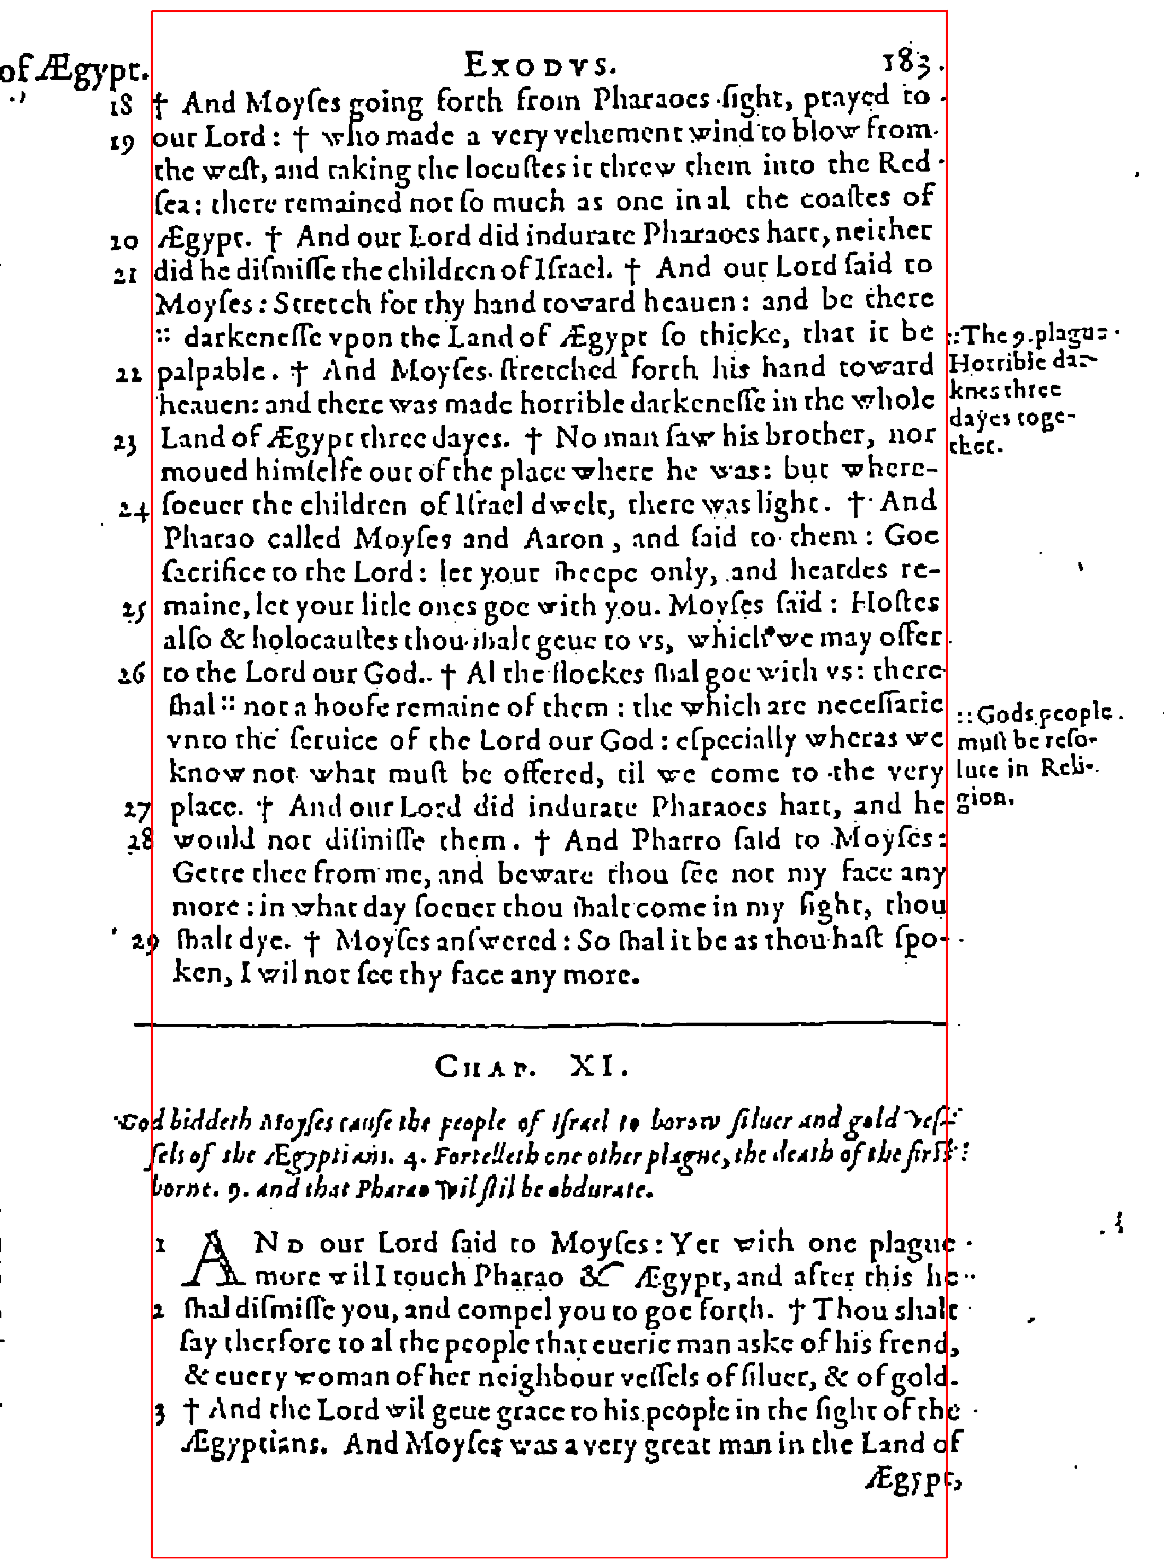 of Ægypt.
EXODVS.
183.
18 † And Moyſes going forth from Pharaoes ſight, prayed to
19 our Lord: † who made a very vehement wind to blow from
the weſt, and taking the locuſtes it threw them into the Red
ſea: there remained not ſo much as one in al the coaſtes of
20 Ægypt. † And our Lord did indurate Pharaoes hart, neither
21 did he diſmiſſe the children of Iſrael. † And our Lord ſaid to
Moyſes: Stretch for thy hand toward heauen: and be there
:: darkeneſſe vpon the Land of Ægypt ſo thicke, that it be
22 palpable. † And Moyſes ſtretched forth his hand toward
heauen: and there was made horrible darkeneſſe in the whole
23 Land of Ægypt three dayes. † No man ſaw his brother, nor
moued himſelfe out of the place where he was: but where-
24 ſoeuer the children of Iſrael dwelt, there was light. † And
Pharao called Moyſes and Aaron, and ſaid to them: Goe
ſacrifice to the Lord: let your ſheepe only, and heardes re-
25 maine, let your litle ones goe with you. Moyſes ſaid: Hoſtes
alſo & holocauſtes thou ſhalt geue to vs, which we may offer
26 to the Lord our God. † Al the flockes ſhal goe with vs: there
ſhal :: not a hoofe remaine of them: the which are neceſſarie
vnto the ſeruice of the Lord our God: eſpecially wheras we
know not what muſt be offered, til we come to the very
27 place. † And our Lord did indurate Pharaoes hart, and he
28 would not diſmiſſe them. † And Pharro ſaid to Moyſes:
Gette thee from me, and beware thou ſee not my face any
more: in what day ſoeuer thou ſhalt come in my ſight, thou
29 ſhalt dye. † Moyſes anſwered: So ſhal it be as thou haſt ſpo-
ken, I wil not ſee thy face any more.
:: The 9. plague
Horrible dar-
knes three
dayes toge-
ther.
:: Gods people
muſt be reſo-
lute in Reli-
gion.
CHAP. XI.
God biddeth Moyſes cauſe the people of Iſrael to borow ſiluer and gold veſ-
ſels of the Ægyptians. 4. Fortelleth one other plague, the death of the firſt
borne. 9. and that Pharao wil ſtil be obdurate.
1 AND our Lord ſaid to Moyſes: Yet with one plague
more wil I touch Pharao & Ægypt, and after this he
2 ſhal diſmiſſe you, and compel you to goe forth. † Thou shalt
ſay therfore to al the people that euerie man aske of his frend,
& euery woman of her neighbour veſſels of ſiluer, & of gold.
3 † And the Lord wil geue grace to his people in the ſight of the
Ægyptians. And Moyſes was a very great man in the Land of
Ægypt,